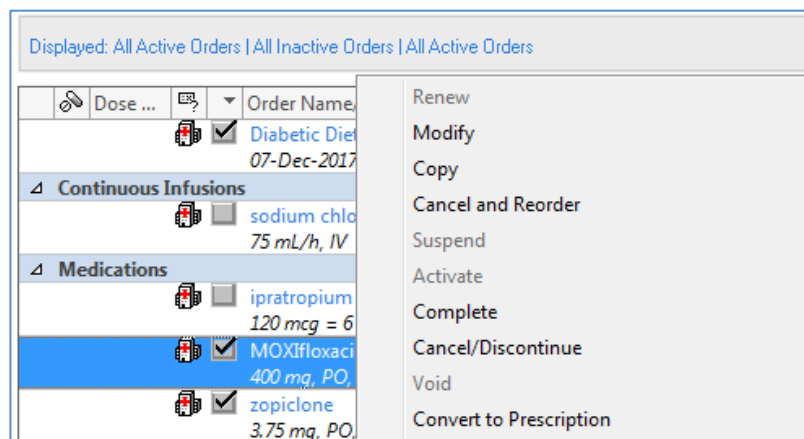 Displayed: All Active Orders | All Inactive Orders | All Active Orders
Dose ... Order Name/
Diabetic Diet
07-Dec-2017
Continuous Infusions
sodium chlo
75 mL/h, IV
Medications
ipratropium
120 mcg = 6
MOXIfloxaci
400 mg, PO,
zopiclone
3.75 mg, PO,
Renew
Modify
Copy
Cancel and Reorder
Suspend
Activate
Complete
Cancel/Discontinue
Void
Convert to Prescription